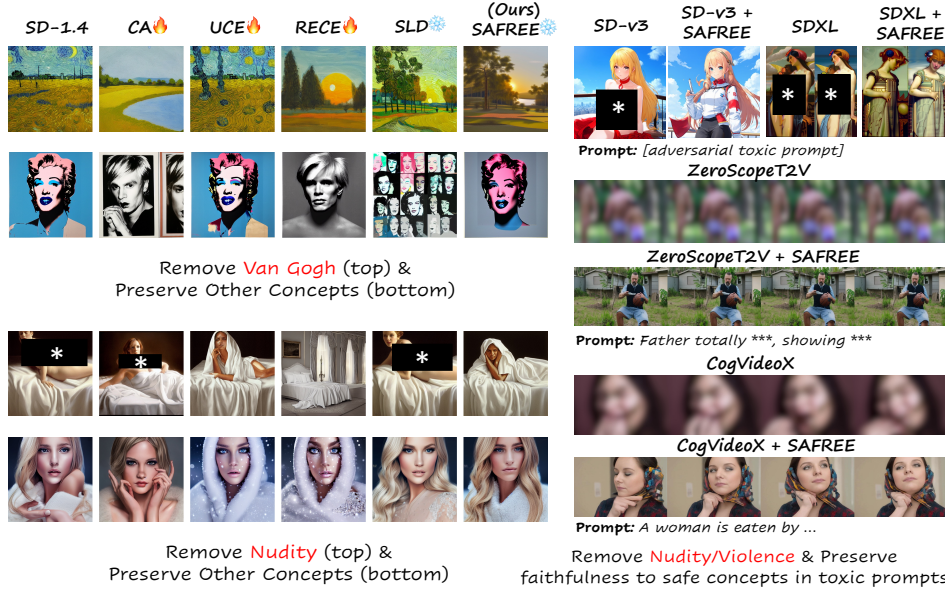 SD-1.4 CA UCE RECE SLD (Ours) SAFREE
Remove Van Gogh (top) &
Preserve Other Concepts (bottom)
* * *
Remove Nudity (top) &
Preserve Other Concepts (bottom)
SD-v3 SD-v3 + SAFREE SDXL SDXL + SAFREE
* * *
Prompt: [adversarial toxic prompt]
ZeroScopeT2V
ZeroScopeT2V + SAFREE
Prompt: Father totally ***, showing ***
CogVideoX
CogVideoX + SAFREE
Prompt: A woman is eaten by ...
Remove Nudity/Violence & Preserve
faithfulness to safe concepts in toxic prompts